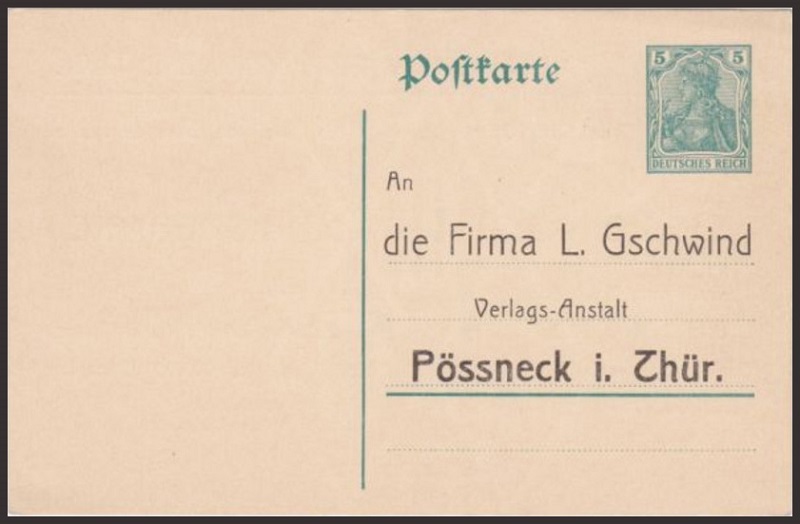 Postkarte
5 5
DEUTSCHES REICH
An
die Firma L. Gschwind
Verlags-Anstalt
Pössneck i. Thür.